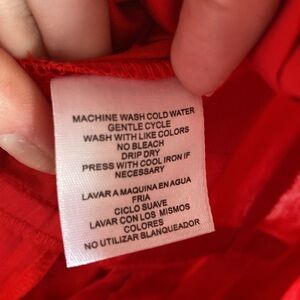 MACHINE WASH COLD WATER
GENTLE CYCLE
WASH WITH LIKE COLORS
NO BLEACH
DRIP DRY
PRESS WITH COOL IRON IF
NECESSARY
LAVAR A MAQUINA EN AGUA
FRIA
CICLO SUAVE
LAVAR CON LOS MISMOS
COLORES
NO UTILIZAR BLANQUEADOR